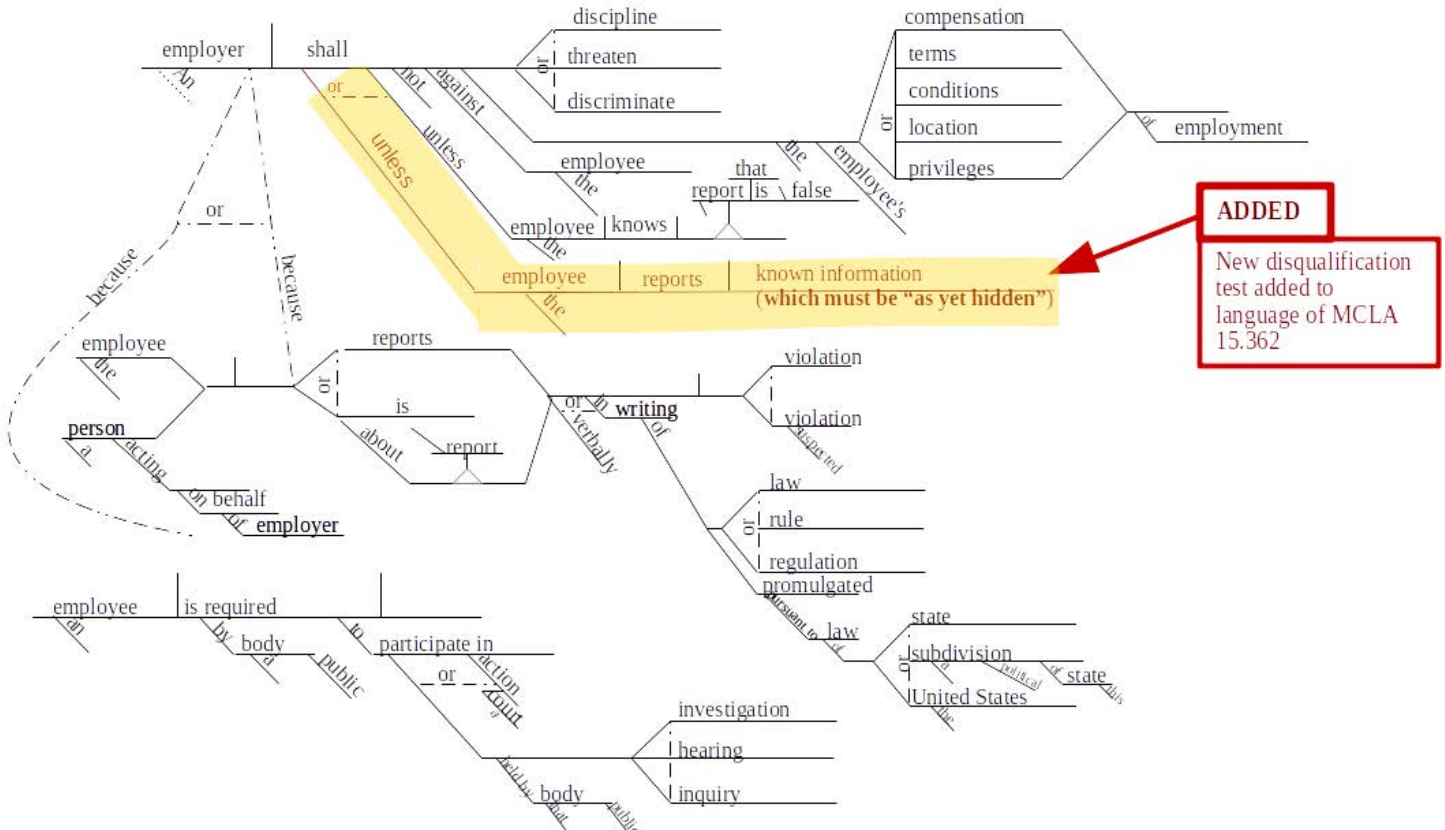 employer
shall
An
discipline
threaten
or
discriminate
not
against
or
unless
unless
compensation
terms
conditions
or
location
privileges
of
employment
the
employee's
employee
the
that
report is false
employee knows
the
employee reports known information
the
(which must be “as yet hidden”)
ADDED
New disqualification
test added to
language of MCLA
15.362
or
because
because
employee
the
person
a
acting
on behalf
of employer
reports
or
is
about
report
or
in writing
verbally
of
violation
violation
suspected
law
or
rule
regulation
promulgated
pursuant to
law
of
state
or
subdivision
a
political
of
state
this
United States
the
employee is required
an
by
body
a
public
to
participate in
or
action
court
a
investigation
hearing
inquiry
held by
body
that